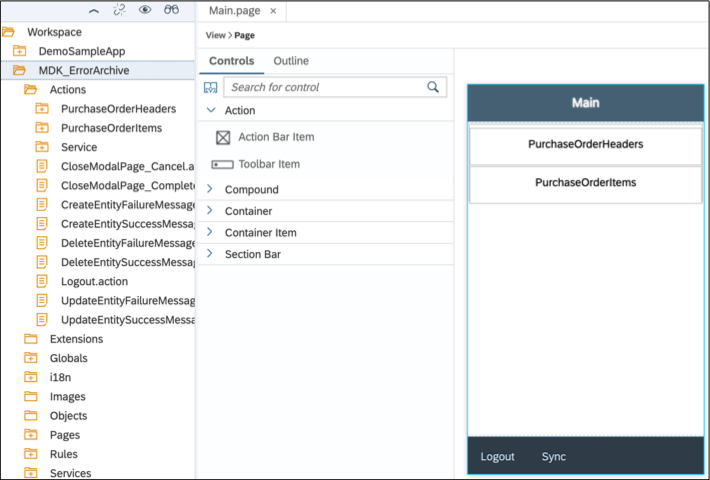 Workspace
DemoSampleApp
MDK_ErrorArchive
Actions
PurchaseOrderHeaders
PurchaseOrderItems
Service
CloseModalPage_Cancel.a
CloseModalPage_Complete
CreateEntityFailureMessage
CreateEntitySuccessMessag
DeleteEntityFailureMessage
DeleteEntitySuccessMessag
Logout.action
UpdateEntityFailureMessag
UpdateEntitySuccessMessa
Extensions
Globals
i18n
Images
Objects
Pages
Rules
Services
Main.page ×
View > Page
Controls Outline
Search for control
Action
Action Bar Item
Toolbar Item
Compound
Container
Container Item
Section Bar
Main
PurchaseOrderHeaders
PurchaseOrderItems
Logout Sync